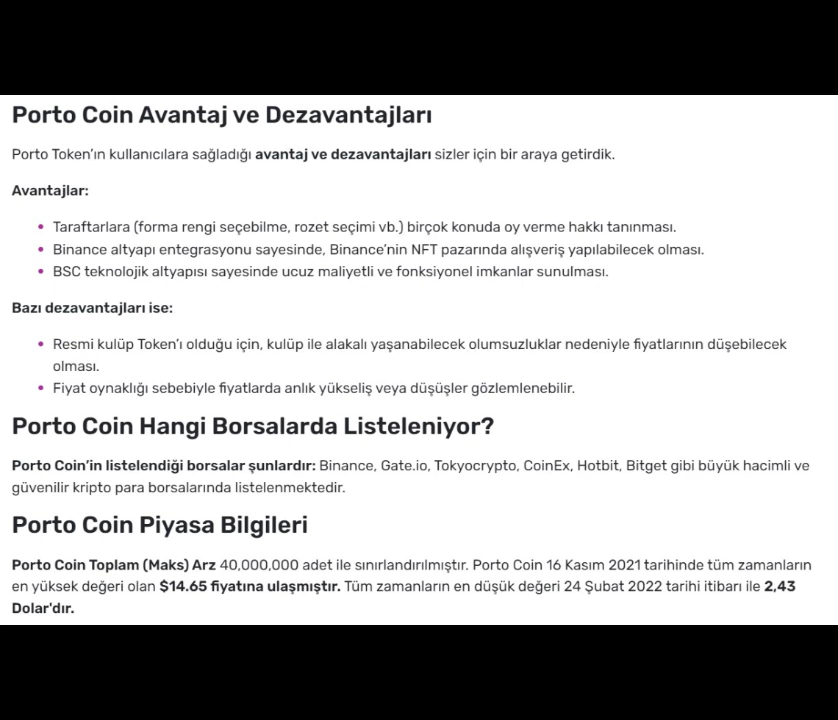 Porto Coin Avantaj ve Dezavantajları
Porto Token'ın kullanıcılara sağladığı avantaj ve dezavantajları sizler için bir araya getirdik.
Avantajlar:
• Taraftarlara (forma rengi seçebilme, rozet seçimi vb.) birçok konuda oy verme hakkı tanınması.
• Binance altyapı entegrasyonu sayesinde, Binance'nin NFT pazarında alışveriş yapılabilecek olması.
• BSC teknolojik altyapısı sayesinde ucuz maliyetli ve fonksiyonel imkanlar sunulması.
Bazı dezavantajları ise:
• Resmi kulüp Token'ı olduğu için, kulüp ile alakalı yaşanabilecek olumsuzluklar nedeniyle fiyatlarının düşebilecek
olması.
• Fiyat oynaklığı sebebiyle fiyatlarda anlık yükseliş veya düşüşler gözlemlenebilir.
Porto Coin Hangi Borsalarda Listeleniyor?
Porto Coin'in listelendiği borsalar şunlardır: Binance, Gate.io, Tokyocrypto, CoinEx, Hotbit, Bitget gibi büyük hacimli ve
güvenilir kripto para borsalarında listelenmektedir.
Porto Coin Piyasa Bilgileri
Porto Coin Toplam (Maks) Arz 40,000,000 adet ile sınırlandırılmıştır. Porto Coin 16 Kasım 2021 tarihinde tüm zamanların
en yüksek değeri olan $14.65 fiyatına ulaşmıştır. Tüm zamanların en düşük değeri 24 Şubat 2022 tarihi itibarı ile 2,43
Dolar'dır.